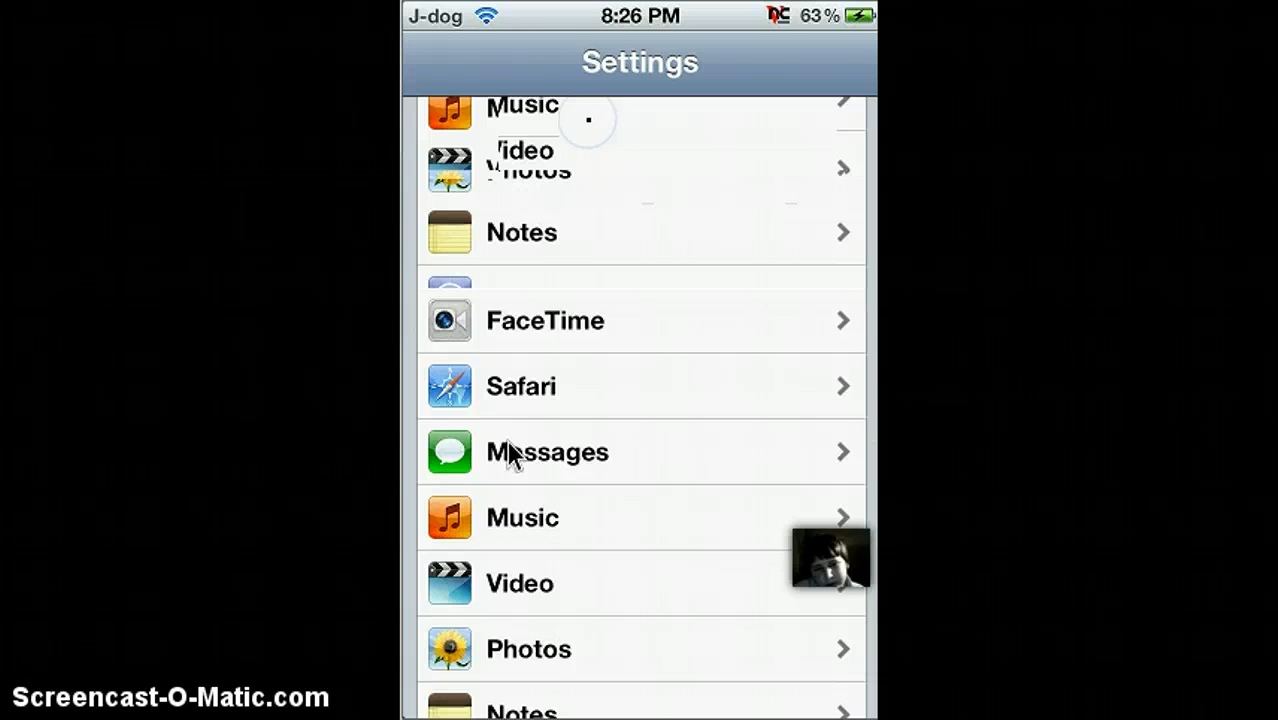 J-dog 8:26 PM 63%
Settings
Music
Video
Photos
Notes
FaceTime
Safari
Messages
Music
Video
Photos
Notes
Screencast-O-Matic.com